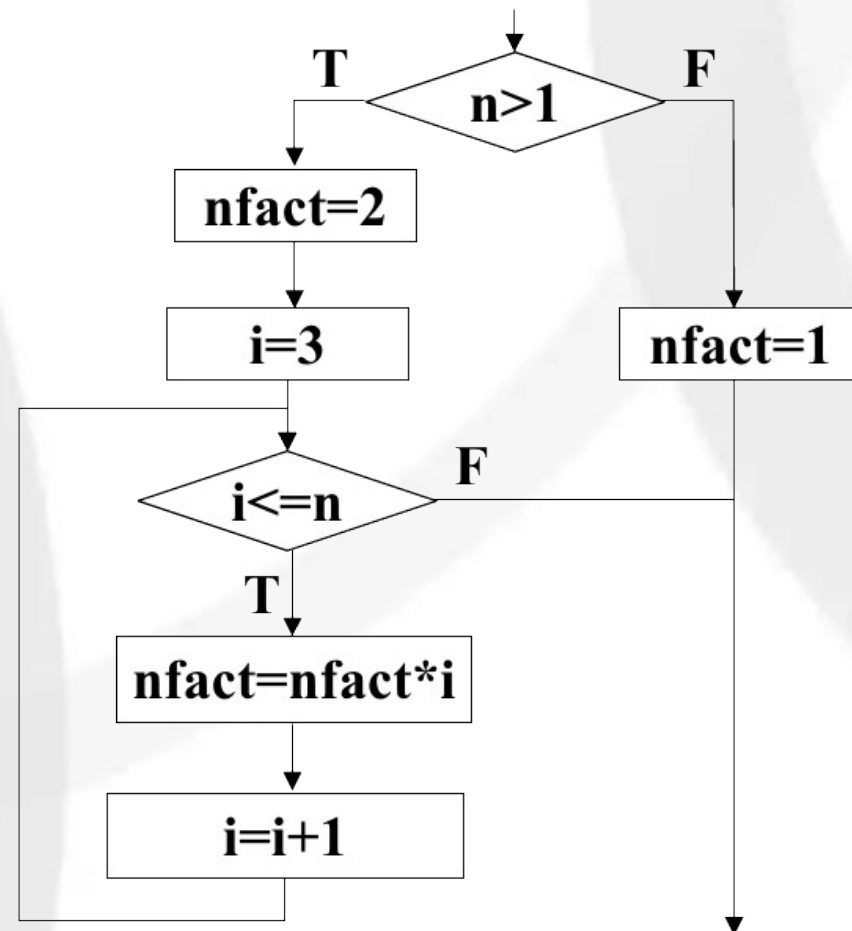 T
F
n>1
nfact=2
i=3
nfact=1
F
i<=n
T
nfact=nfact*i
i=i+1